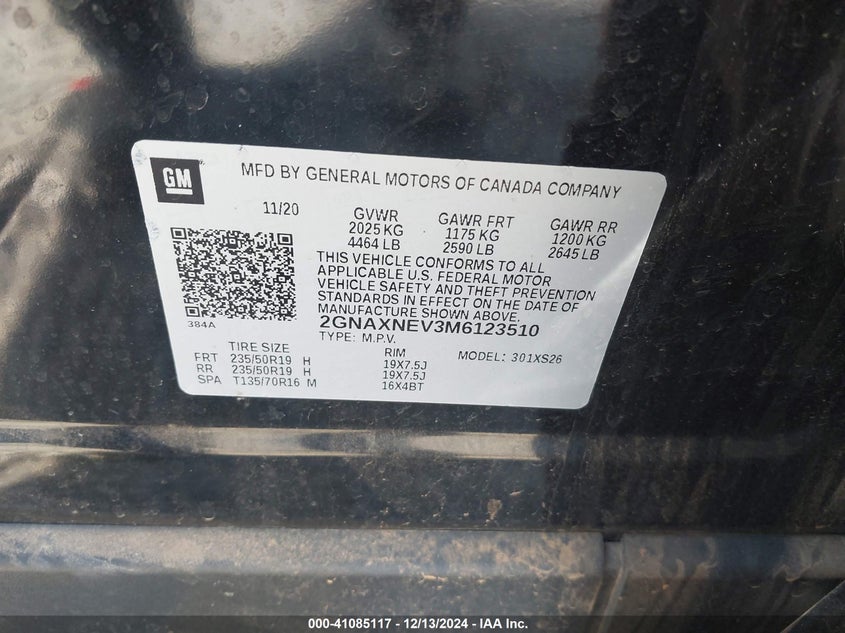 GM
MFD BY GENERAL MOTORS OF CANADA COMPANY
11/20 GVWR GAWR FRT GAWR RR
2025 KG 1175 KG 1200 KG
4464 LB 2590 LB 2645 LB
THIS VEHICLE CONFORMS TO ALL
APPLICABLE U.S. FEDERAL MOTOR
VEHICLE SAFETY AND THEFT PREVENTION
STANDARDS IN EFFECT ON THE DATE OF
MANUFACTURE SHOWN ABOVE.
384A
2GNAXNEV3M6123510
TYPE: M.P.V.
MODEL: 301XS26
TIRE SIZE RIM
FRT 235/50R19 H 19X7.5J
RR 235/50R19 H 19X7.5J
SPA T135/70R16 M 16X4BT
000-41085117 - 12/13/2024 - IAA Inc.